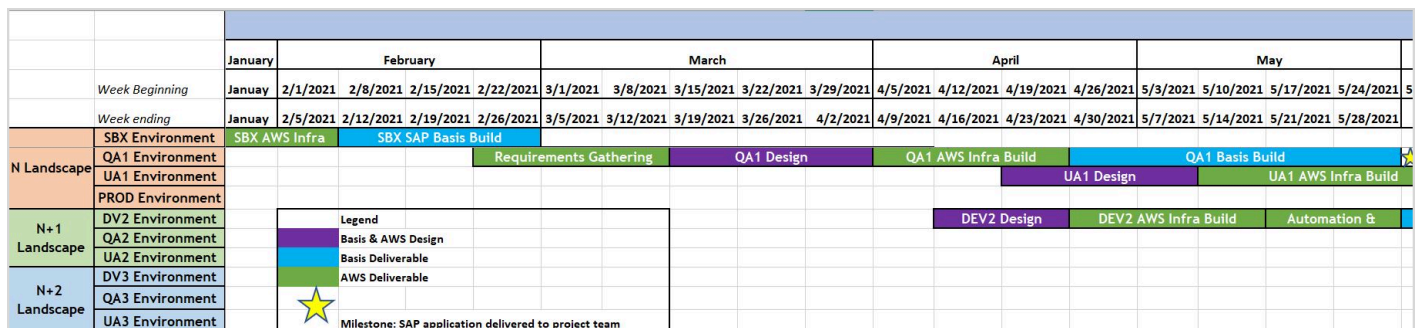 January February March April May
Week Beginning Januay 2/1/2021 2/8/2021 2/15/2021 2/22/2021 3/1/2021 3/8/2021 3/15/2021 3/22/2021 3/29/2021 4/5/2021 4/12/2021 4/19/2021 4/26/2021 5/3/2021 5/10/2021 5/17/2021 5/24/2021 5
Week ending Januay 2/5/2021 2/12/2021 2/19/2021 2/26/2021 3/5/2021 3/12/2021 3/19/2021 3/26/2021 4/2/2021 4/9/2021 4/16/2021 4/23/2021 4/30/2021 5/7/2021 5/14/2021 5/21/2021 5/28/2021
SBX Environment SBX AWS Infra SBX SAP Basis Build
N Landscape
QA1 Environment Requirements Gathering QA1 Design QA1 AWS Infra Build QA1 Basis Build
UA1 Environment UA1 Design UA1 AWS Infra Build
PROD Environment
N+1
Landscape
DV2 Environment Legend DEV2 Design DEV2 AWS Infra Build Automation &
QA2 Environment Basis & AWS Design
UA2 Environment Basis Deliverable
N+2
Landscape
DV3 Environment AWS Deliverable
QA3 Environment
UA3 Environment Milestone: SAP application delivered to project team